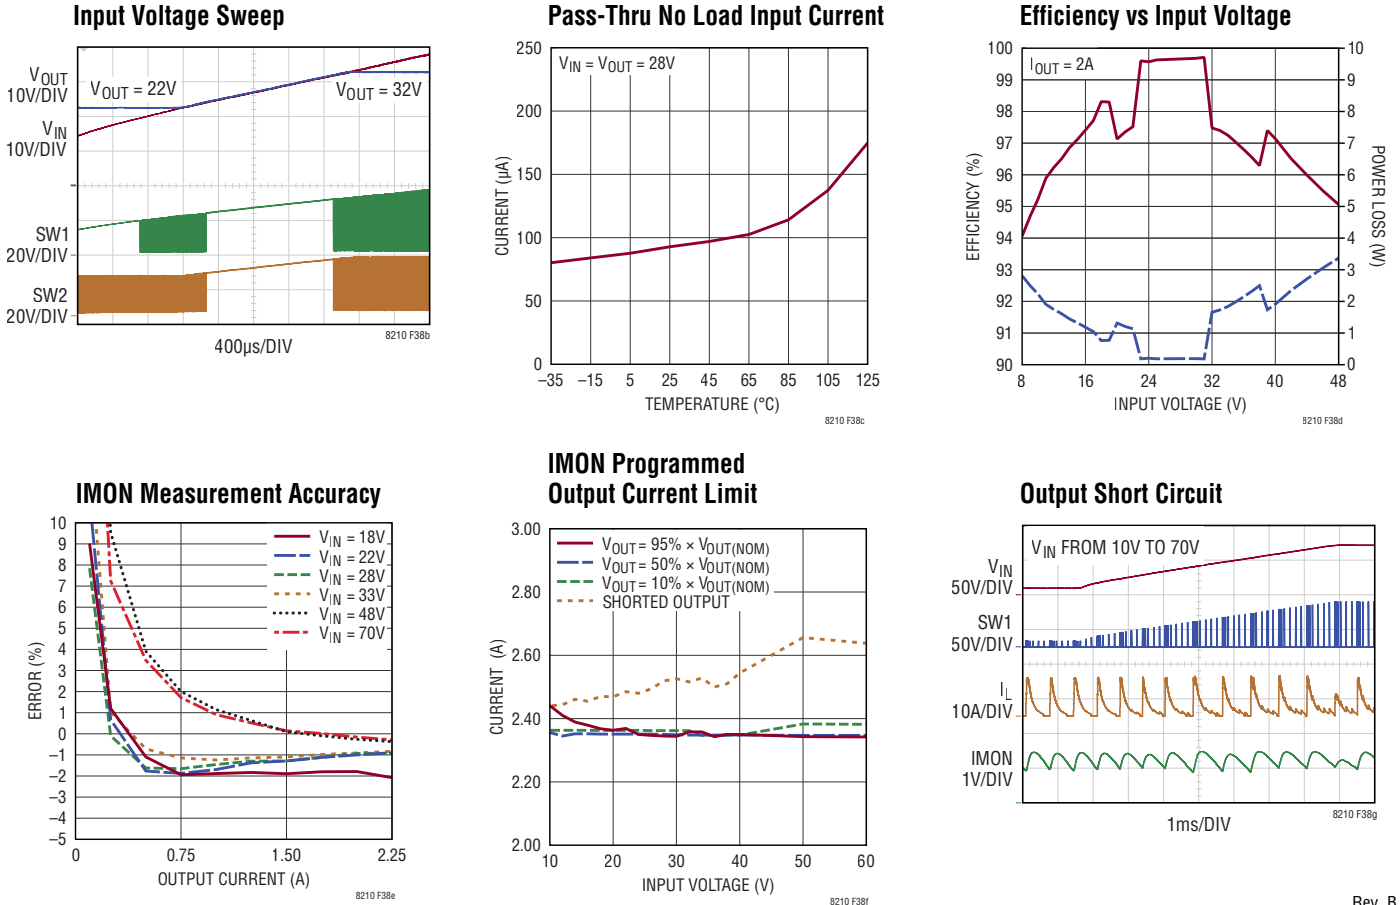 Input Voltage Sweep
VOUT
10V/DIV
VIN
10V/DIV
SW1
20V/DIV
SW2
20V/DIV
VOUT = 22V
VOUT = 32V
8210 F38b
400µs/DIV
Pass-Thru No Load Input Current
VIN = VOUT = 28V
CURRENT (µA)
250
200
150
100
50
0
–35 –15 5 25 45 65 85 105 125
TEMPERATURE (°C)
8210 F38c
Efficiency vs Input Voltage
IOUT = 2A
EFFICIENCY (%)
100
99
98
97
96
95
94
93
92
91
90
10
9
8
7
6
5
4
3
2
1
0
POWER LOSS (W)
8 16 24 32 40 48
INPUT VOLTAGE (V)
8210 F38d
IMON Measurement Accuracy
ERROR (%)
10
9
8
7
6
5
4
3
2
1
0
–1
–2
–3
–4
–5
VIN = 18V
VIN = 22V
VIN = 28V
VIN = 33V
VIN = 48V
VIN = 70V
0 0.75 1.50 2.25
OUTPUT CURRENT (A)
8210 F38e
IMON Programmed
Output Current Limit
CURRENT (A)
3.00
2.80
2.60
2.40
2.20
2.00
VOUT = 95% × VOUT(NOM)
VOUT = 50% × VOUT(NOM)
VOUT = 10% × VOUT(NOM)
SHORTED OUTPUT
10 20 30 40 50 60
INPUT VOLTAGE (V)
8210 F38f
Output Short Circuit
VIN FROM 10V TO 70V
VIN
50V/DIV
SW1
50V/DIV
IL
10A/DIV
IMON
1V/DIV
8210 F38g
1ms/DIV
Rev. B